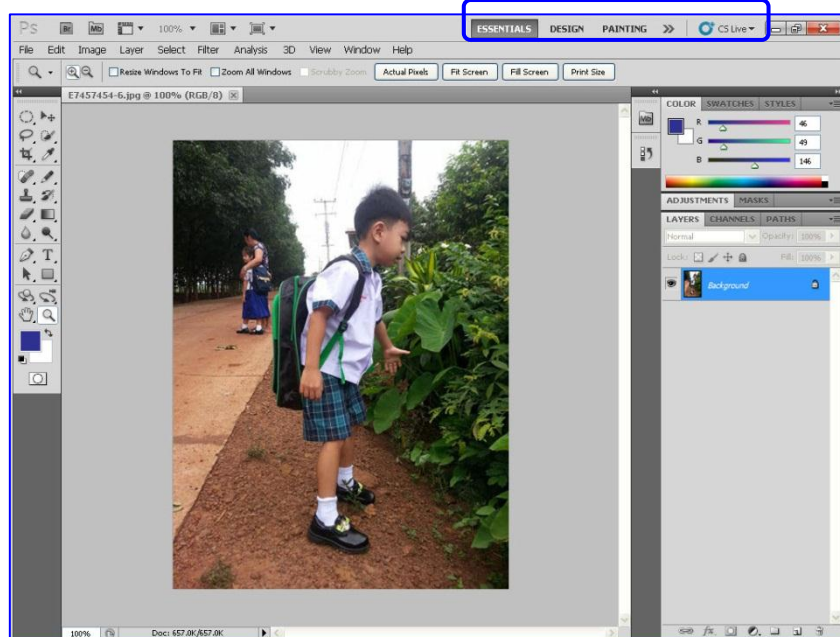 Ps Br Mb 100% ESSENTIALS DESIGN PAINTING >> CS Live
File Edit Image Layer Select Filter Analysis 3D View Window Help
Resize Windows To Fit Zoom All Windows Scrubby Zoom Actual Pixels Fit Screen Fill Screen Print Size
E7457454-6.jpg @ 100% (RGB/8)
Mb
COLOR SWATCHES STYLES
R 46
G 49
B 146
ADJUSTMENTS MASKS
LAYERS CHANNELS PATHS
Normal Opacity: 100%
Lock: Fill: 100%
Background
T
100% Doc: 657.0K/657.0K
fx